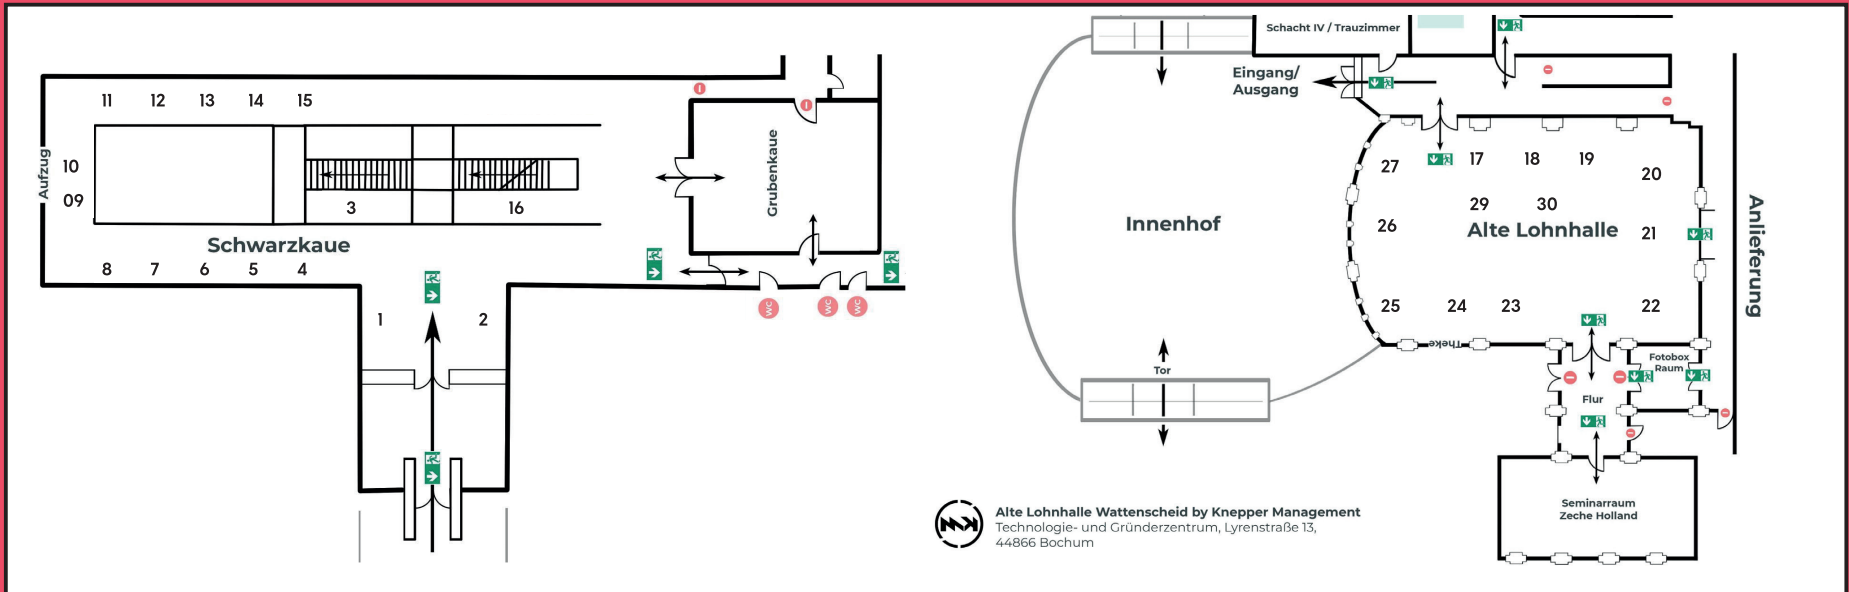 11 12 13 14 15
Aufzug
10
09
3
16
Schwarzkaue
8 7 6 5 4
1
2
Grubenkaue
WC
WC
WC
Schacht IV / Trauzimmer
Eingang/
Ausgang
Innenhof
Tor
27
17 18 19
20
29
30
26
Alte Lohnhalle
21
25
24 23
22
Theke
Anlieferung
Fotobox
Raum
Flur
Seminarraum
Zeche Holland
Alte Lohnhalle Wattenscheid by Knepper Management
Technologie- und Gründerzentrum, Lyrenstraße 13,
44866 Bochum